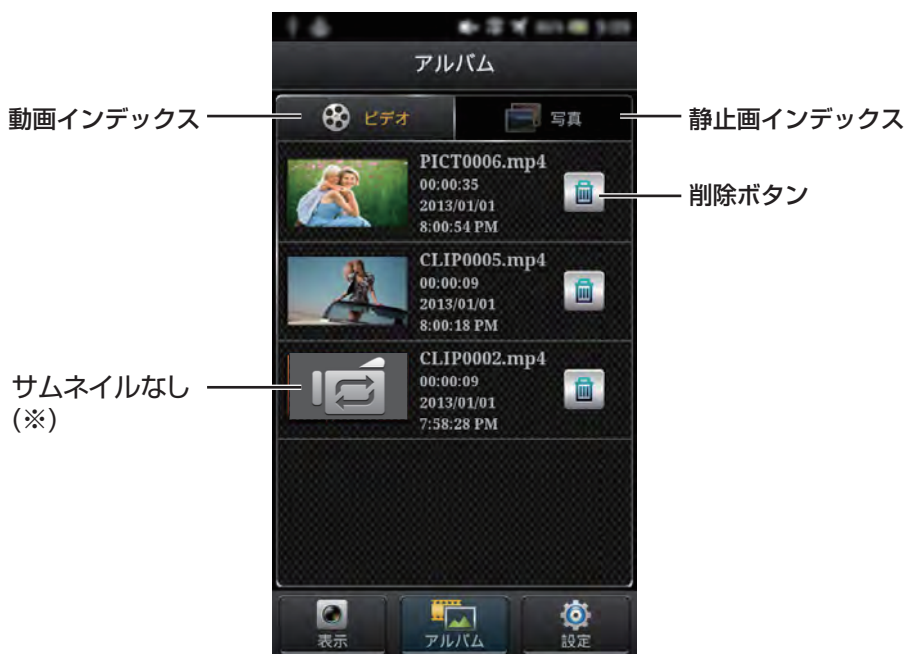 アルバム
動画インデックス
ビデオ
写真
静止画インデックス
PICT0006.mp4
00:00:35
2013/01/01
8:00:54 PM
削除ボタン
CLIP0005.mp4
00:00:09
2013/01/01
8:00:18 PM
サムネイルなし
(※)
CLIP0002.mp4
00:00:09
2013/01/01
7:58:28 PM
表示
アルバム
設定